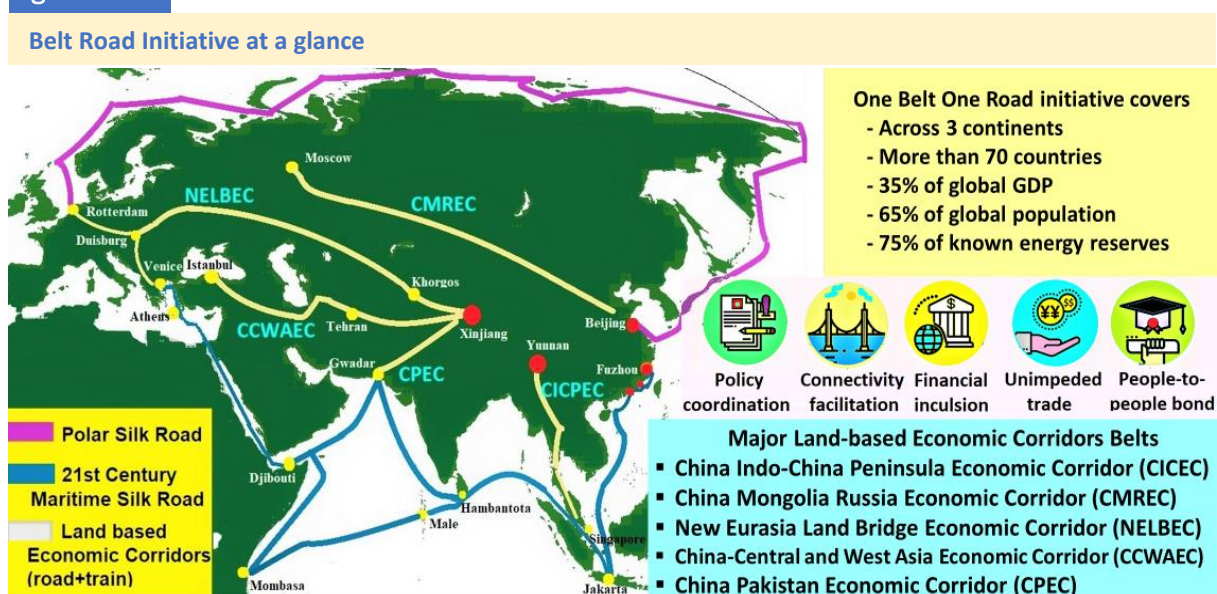 Belt Road Initiative at a glance
One Belt One Road initiative covers
- Across 3 continents
- More than 70 countries
- 35% of global GDP
- 65% of global population
- 75% of known energy reserves
Moscow
NELBEC
CMREC
Rotterdam
Duisburg
Venice
Istanbul
Khorgos
Athens
CCWAEC
Tehran
Xinjiang
Beijing
Yunnan
Gwadar
CPEC
Fuzhou
CICPEC
Policy
coordination
Connectivity
facilitation
Financial
inculsion
Unimpeded
trade
People-to-
people bond
Polar Silk Road
21st Century
Maritime Silk Road
Land based
Economic Corridors
(road+train)
Djibouti
Hambantota
Male
Singapore
Mombasa
Jakarta
Major Land-based Economic Corridors Belts
▪ China Indo-China Peninsula Economic Corridor (CICEC)
▪ China Mongolia Russia Economic Corridor (CMREC)
▪ New Eurasia Land Bridge Economic Corridor (NELBEC)
▪ China-Central and West Asia Economic Corridor (CCWAEC)
▪ China Pakistan Economic Corridor (CPEC)